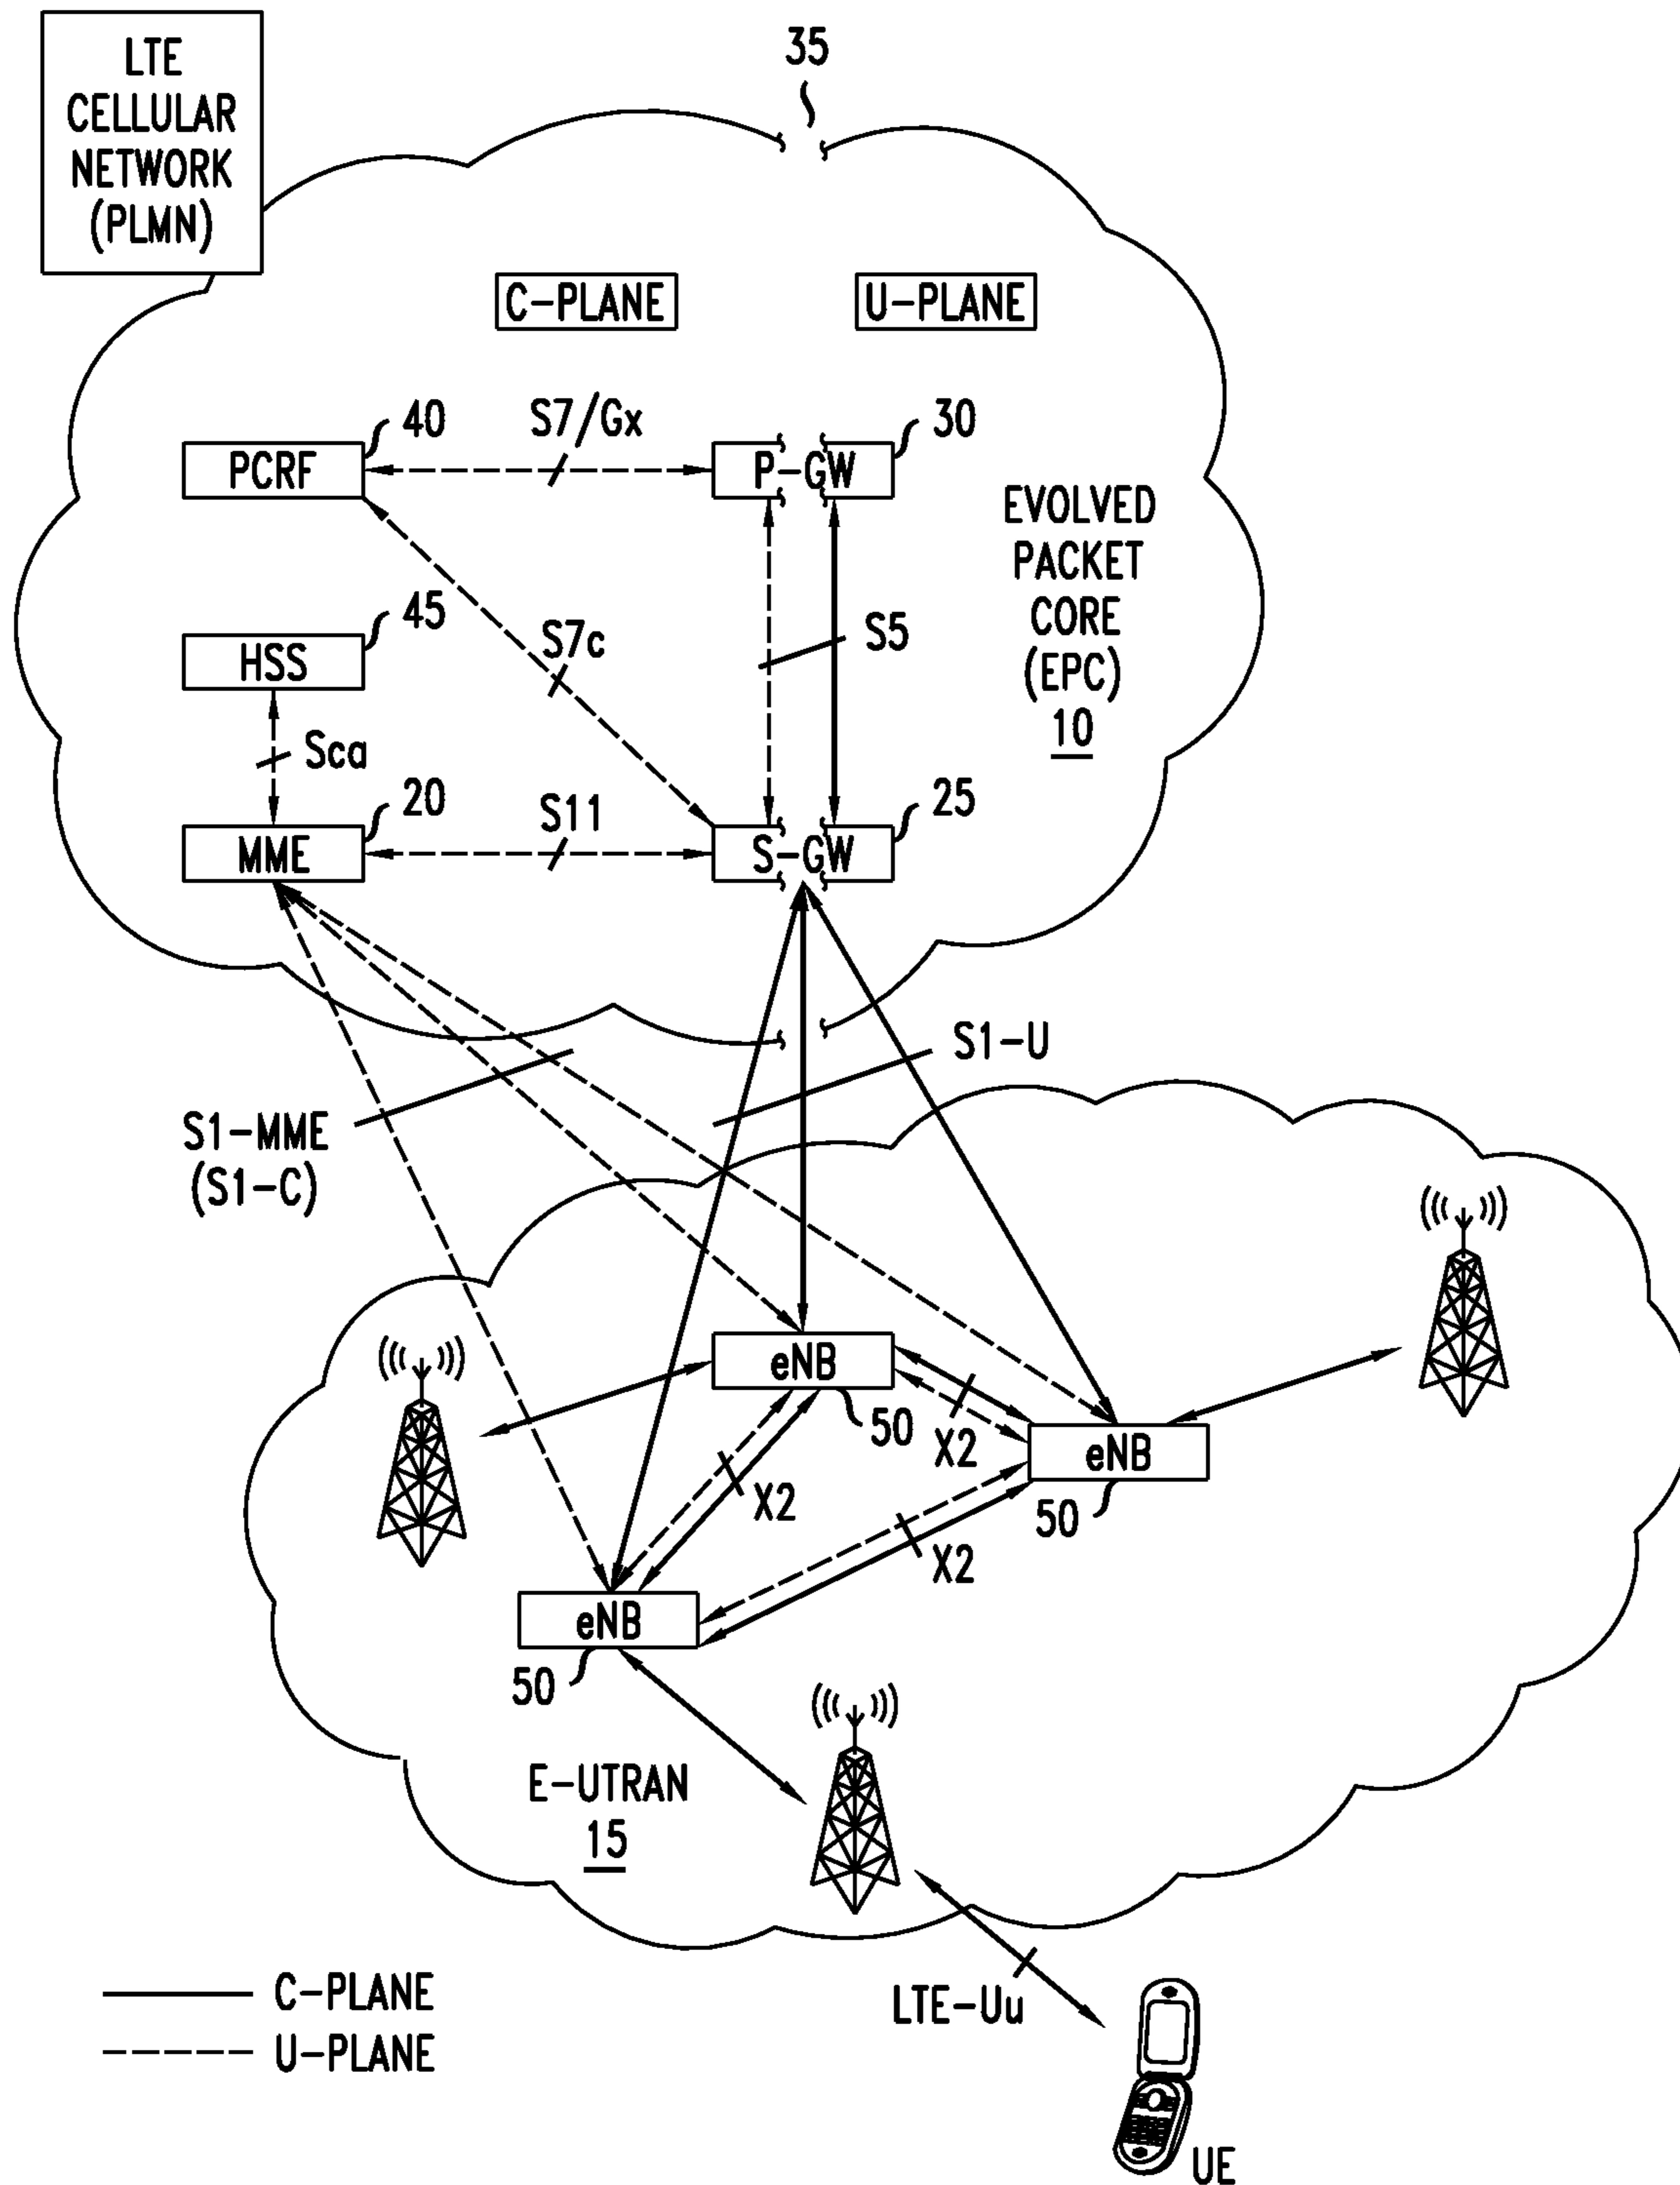 LTE
CELLULAR
NETWORK
(PLMN)
35
C-PLANE
U-PLANE
40
S7/Gx
30
PCRF
P-GW
EVOLVED
PACKET
CORE
(EPC)
10
45
S7c
S5
HSS
Sca
20
S11
25
MME
S-GW
S1-U
S1-MME
(S1-C)
eNB
50
X2
eNB
50
X2
X2
eNB
50
E-UTRAN
15
LTE-Uu
C-PLANE
U-PLANE
UE